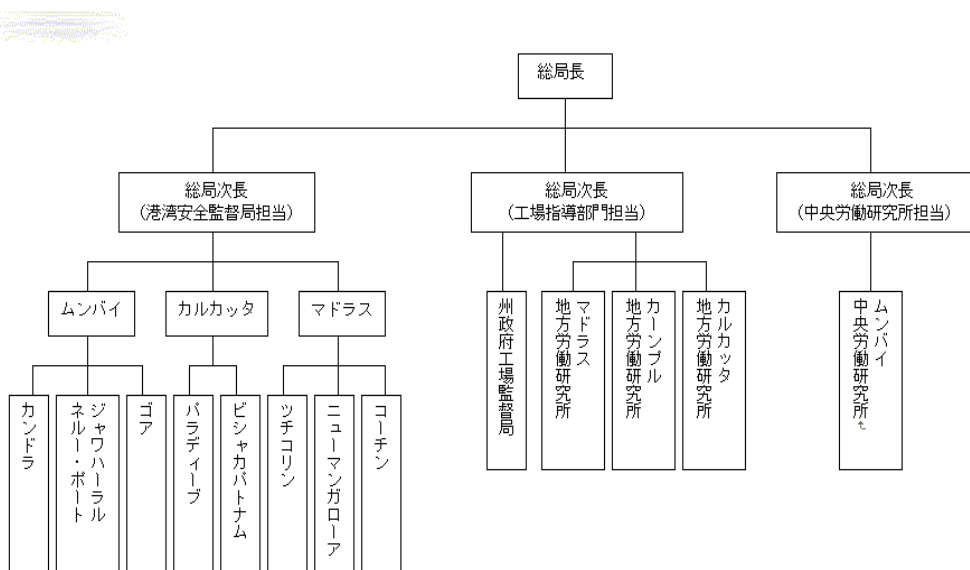 総局長
総局次長
(港湾安全監督局担当)
総局次長
(工場指導部門担当)
総局次長
(中央労働研究所担当)
ムンバイ
カルカッタ
マドラス
州政府工場監督局
マドラス
地方労働研究所
カーンプル
地方労働研究所
カルカッタ
地方労働研究所
ムンバイ
中央労働研究所
カンドラ
ジャワハーラル
ネルー・ポート
ゴア
パラディーブ
ビシャカパトナム
ツチコリン
ニューマンガローア
コーチン